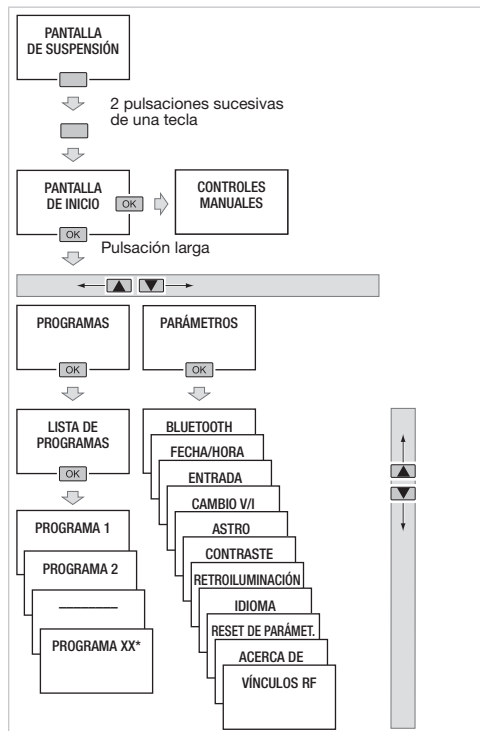 PANTALLA
DE SUSPENSIÓN
2 pulsaciones sucesivas
de una tecla
PANTALLA
DE INICIO
OK
CONTROLES
MANUALES
OK
Pulsación larga
PROGRAMAS
OK
PARÁMETROS
OK
LISTA DE
PROGRAMAS
OK
PROGRAMA 1
PROGRAMA 2
PROGRAMA XX*
BLUETOOTH
FECHA/HORA
ENTRADA
CAMBIO V/I
ASTRO
CONTRASTE
RETROILUMINACIÓN
IDIOMA
RESET DE PARÁMET.
ACERCA DE
VÍNCULOS RF